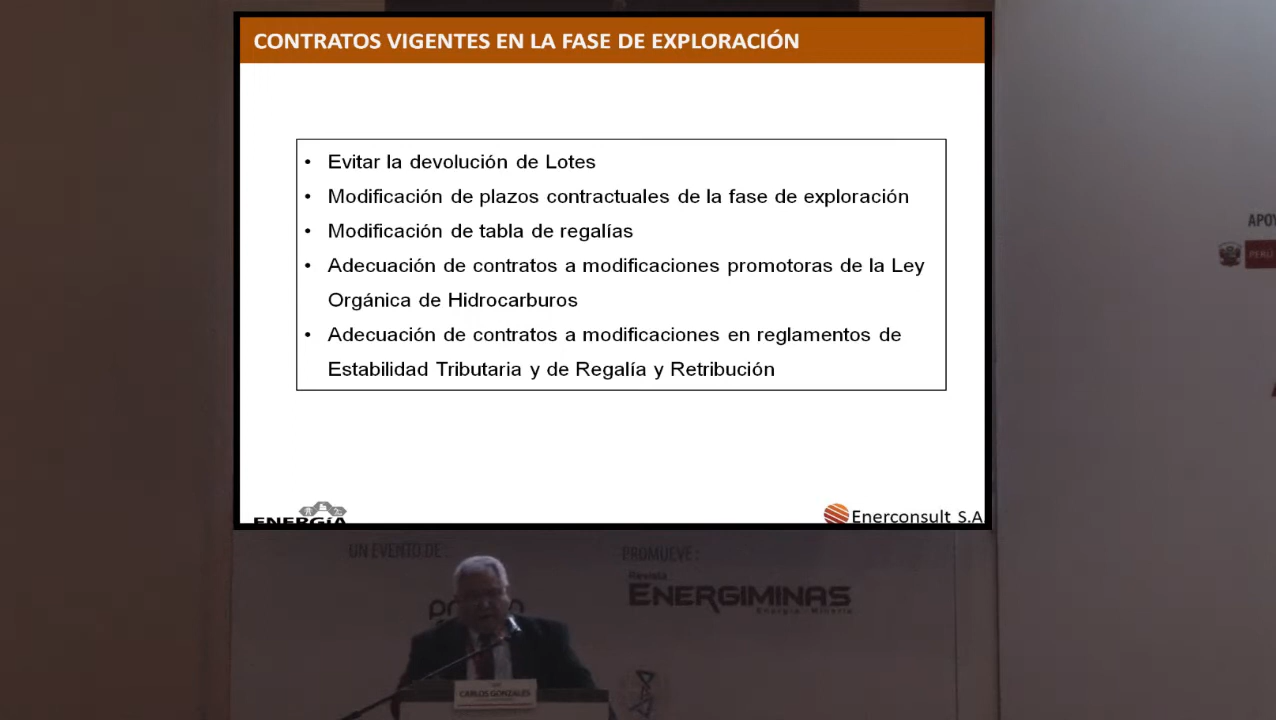 CONTRATOS VIGENTES EN LA FASE DE EXPLORACIÓN
• Evitar la devolución de Lotes
• Modificación de plazos contractuales de la fase de exploración
• Modificación de tabla de regalías
• Adecuación de contratos a modificaciones promotoras de la Ley
Orgánica de Hidrocarburos
• Adecuación de contratos a modificaciones en reglamentos de
Estabilidad Tributaria y de Regalía y Retribución
ENERGÍA
Enerconsult S.A
APOY
PERÚ
UN EVENTO DE :
PROMUEVE :
Revista
ENERGIMINAS
Energía Minería
CARLOS GONZALES